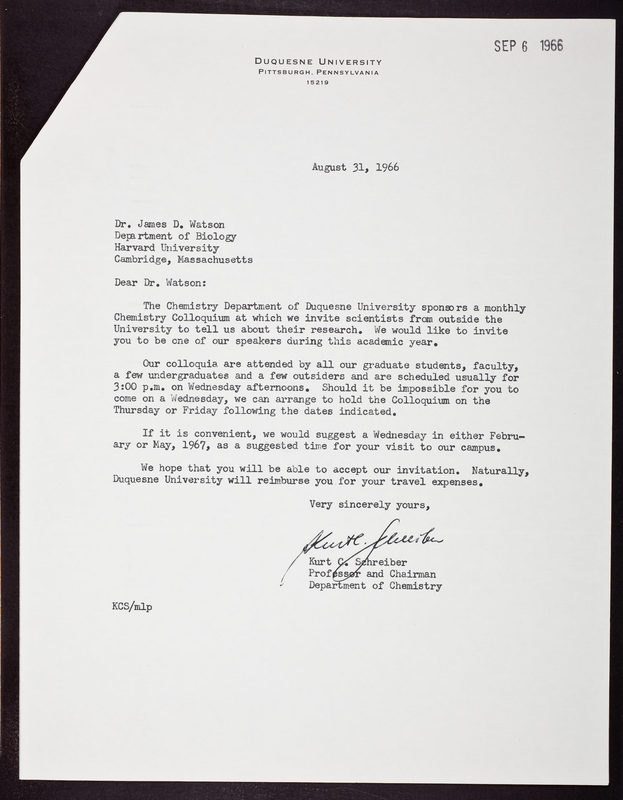 SEP 6 1966
DUQUESNE UNIVERSITY
PITTSBURGH, PENNSYLVANIA
15219
August 31, 1966
Dr. James D. Watson
Department of Biology
Harvard University
Cambridge, Massachusetts
Dear Dr. Watson:
The Chemistry Department of Duquesne University sponsors a monthly
Chemistry Colloquium at which we invite scientists from outside the
University to tell us about their research. We would like to invite
you to be one of our speakers during this academic year.
Our colloquia are attended by all our graduate students, faculty,
a few undergraduates and a few outsiders and are scheduled usually for
3:00 p.m. on Wednesday afternoons. Should it be impossible for you to
come on a Wednesday, we can arrange to hold the Colloquium on the
Thursday or Friday following the dates indicated.
If it is convenient, we would suggest a Wednesday in either Febru-
ary or May, 1967, as a suggested time for your visit to our campus.
We hope that you will be able to accept our invitation. Naturally,
Duquesne University will reimburse you for your travel expenses.
Very sincerely yours,
Kurt C. Schreiber
Kurt C. Schreiber
Professor and Chairman
Department of Chemistry
KCS/mlp